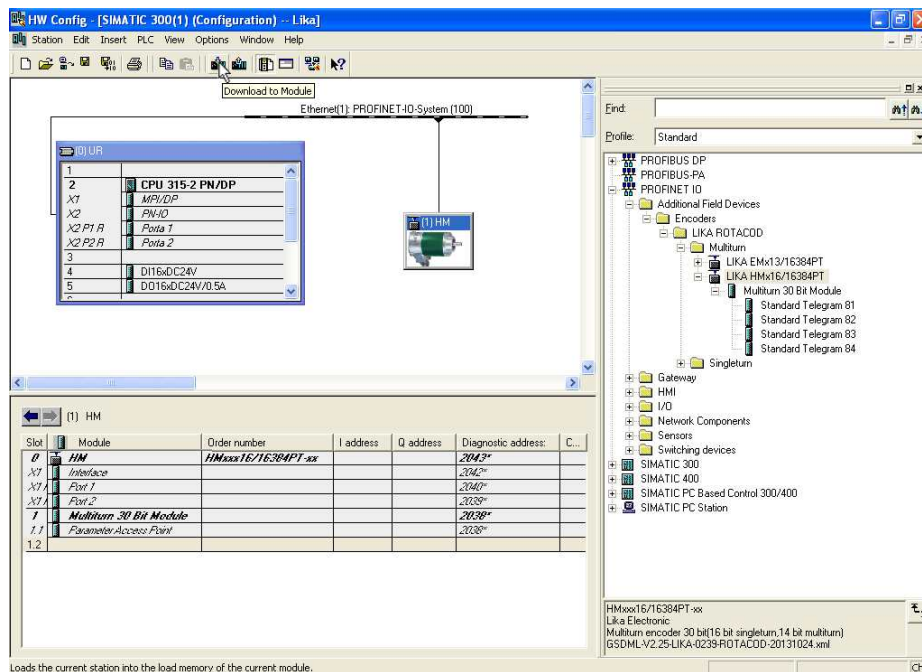 HW Config - [SIMATIC 300(1) (Configuration) -- Lika]
Station Edit Insert PLC View Options Window Help
Download to Module
Ethernet(1): PROFINET-IO-System (100)
(0) UR
1
2 CPU 315-2 PN/DP
X1 MPI/DP
X2 PN-IO
X2 P1 R Porta 1
X2 P2 R Porta 2
3
4 DI16xDC24V
5 DO16xDC24V/0.5A
(1) HM
(1) HM
Slot Module Order number I address Q address Diagnostic address: C...
0 HM HMxxx16/16384PT-xx 2043*
X1 Interface 2042*
X1 Port 1 2040*
X1 Port 2 2039*
1 Multiturn 30 Bit Module 2038*
1.1 Parameter Access Point 2038*
1.2
Loads the current station into the load memory of the current module.
Find:
Profile: Standard
PROFIBUS DP
PROFIBUS-PA
PROFINET IO
Additional Field Devices
Encoders
LIKA ROTACOD
Multiturn
LIKA EMx13/16384PT
LIKA HMx16/16384PT
Multiturn 30 Bit Module
Standard Telegram 81
Standard Telegram 82
Standard Telegram 83
Standard Telegram 84
Singleturn
Gateway
HMI
I/O
Network Components
Sensors
Switching devices
SIMATIC 300
SIMATIC 400
SIMATIC PC Based Control 300/400
SIMATIC PC Station
HMxxx16/16384PT-xx
Lika Electronic
Multiturn encoder 30 bit(16 bit singleturn,14 bit multiturn)
GSDML-V2.25-LIKA-0239-ROTACOD-20131024.xml
Ch